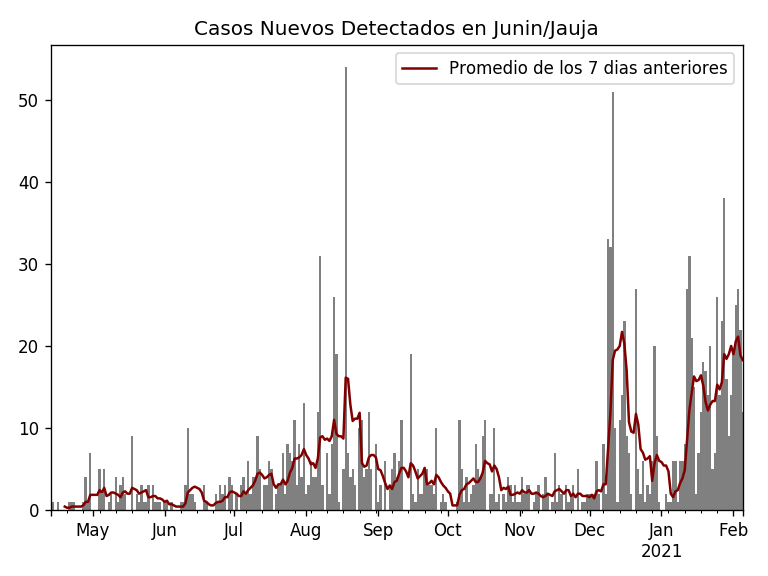 Casos Nuevos Detectados en Junin/Jauja
Promedio de los 7 dias anteriores
50
40
30
20
10
0
May Jun Jul Aug Sep Oct Nov Dec Jan Feb
2021